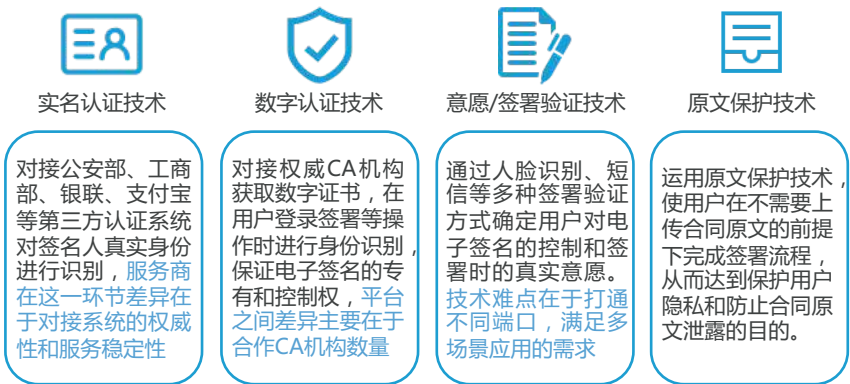 实名认证技术
对接公安部、工商
部、银联、支付宝
等第三方认证系统
对签名人真实身份
进行识别，服务商
在这一环节差异在
于对接系统的权威
性和服务稳定性
数字认证技术
对接权威CA机构
获取数字证书，在
用户登录签署等操
作时进行身份识别，
保证电子签名的专
有和控制权，平台
之间差异主要在于
合作CA机构数量
意愿/签署验证技术
通过人脸识别、短
信等多种签署验证
方式确定用户对电
子签名的控制和签
署时的真实意愿。
技术难点在于打通
不同端口，满足多
场景应用的需求
原文保护技术
运用原文保护技术，
使用户在不需要上
传合同原文的前提
下完成签署流程，
从而达到保护用户
隐私和防止合同原
文泄露的目的。